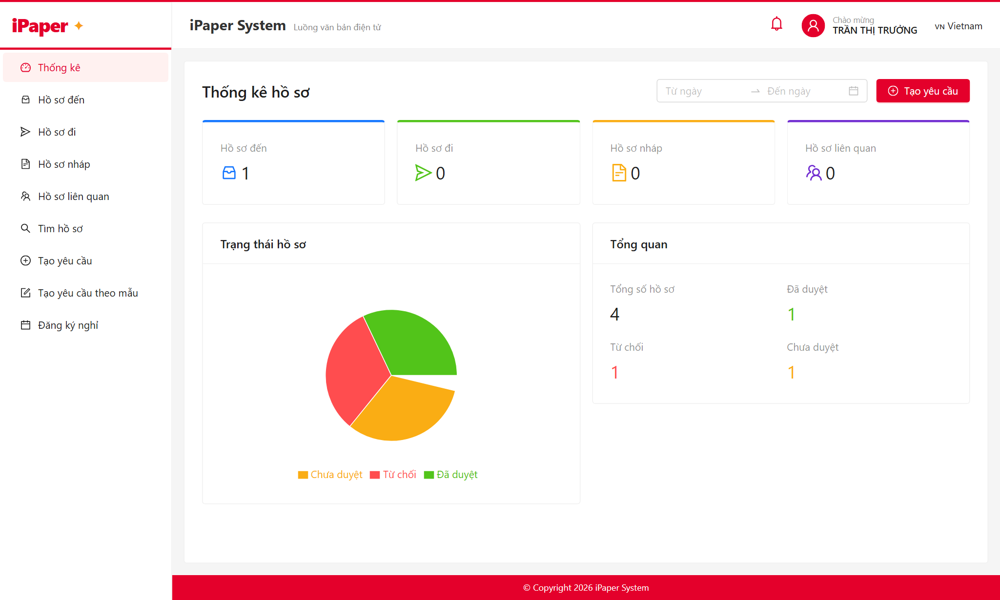 iPaper
iPaper System Luồng văn bản điện tử
Chào mừng
TRẦN THỊ TRƯỞNG
VN Vietnam
Thống kê
Hồ sơ đến
Hồ sơ đi
Hồ sơ nháp
Hồ sơ liên quan
Tìm hồ sơ
Tạo yêu cầu
Tạo yêu cầu theo mẫu
Đăng ký nghỉ
Thống kê hồ sơ
Từ ngày
Đến ngày
Tạo yêu cầu
Hồ sơ đến
1
Hồ sơ đi
0
Hồ sơ nháp
0
Hồ sơ liên quan
0
Trạng thái hồ sơ
Chưa duyệt Từ chối Đã duyệt
Tổng quan
Tổng số hồ sơ
4
Đã duyệt
1
Từ chối
1
Chưa duyệt
1
© Copyright 2026 iPaper System